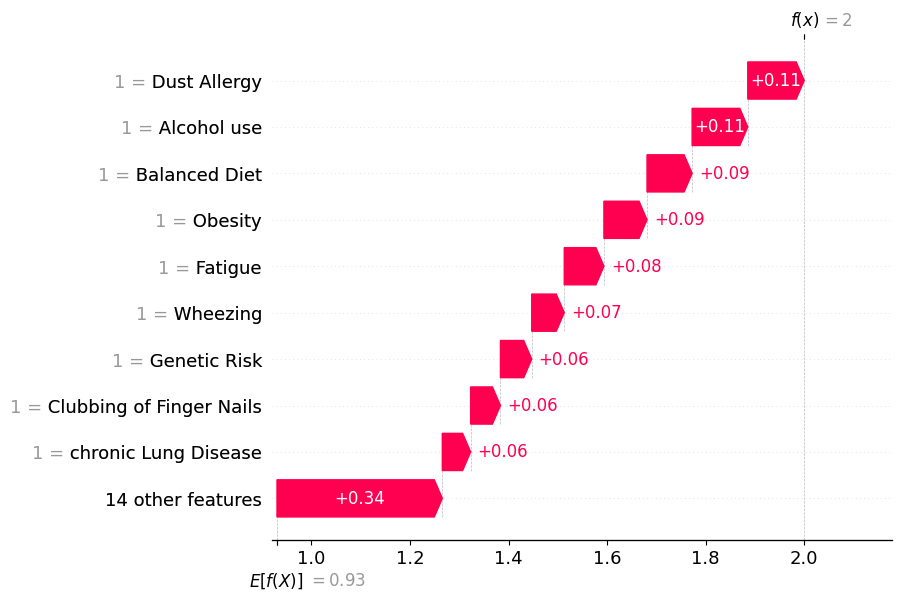 f(x) = 2
1 = Dust Allergy +0.11
1 = Alcohol use +0.11
1 = Balanced Diet +0.09
1 = Obesity +0.09
1 = Fatigue +0.08
1 = Wheezing +0.07
1 = Genetic Risk +0.06
1 = Clubbing of Finger Nails +0.06
1 = chronic Lung Disease +0.06
14 other features +0.34
1.0 1.2 1.4 1.6 1.8 2.0
E[f(X)] = 0.93